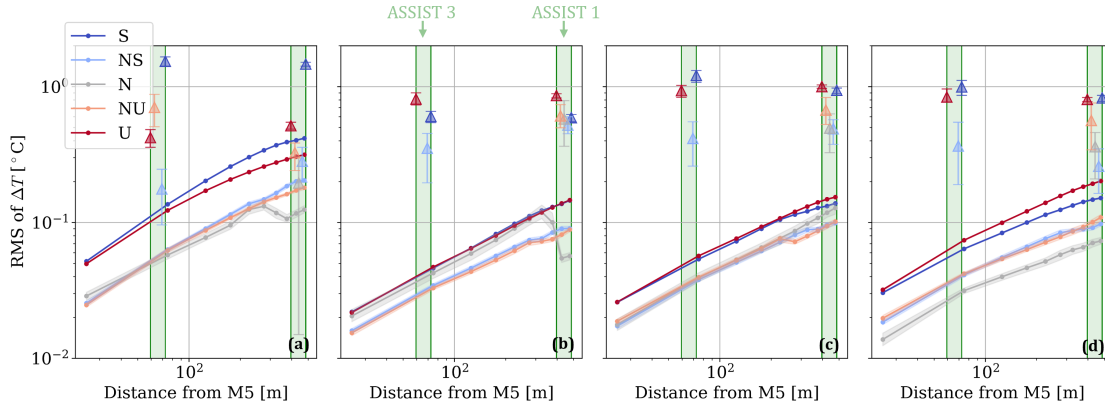 ASSIST 3
ASSIST 1
S
NS
N
NU
U
RMS of ΔT [°C]
10⁰
10⁻¹
10⁻²
(a)
(b)
(c)
(d)
10²
10²
10²
10²
Distance from M5 [m]
Distance from M5 [m]
Distance from M5 [m]
Distance from M5 [m]